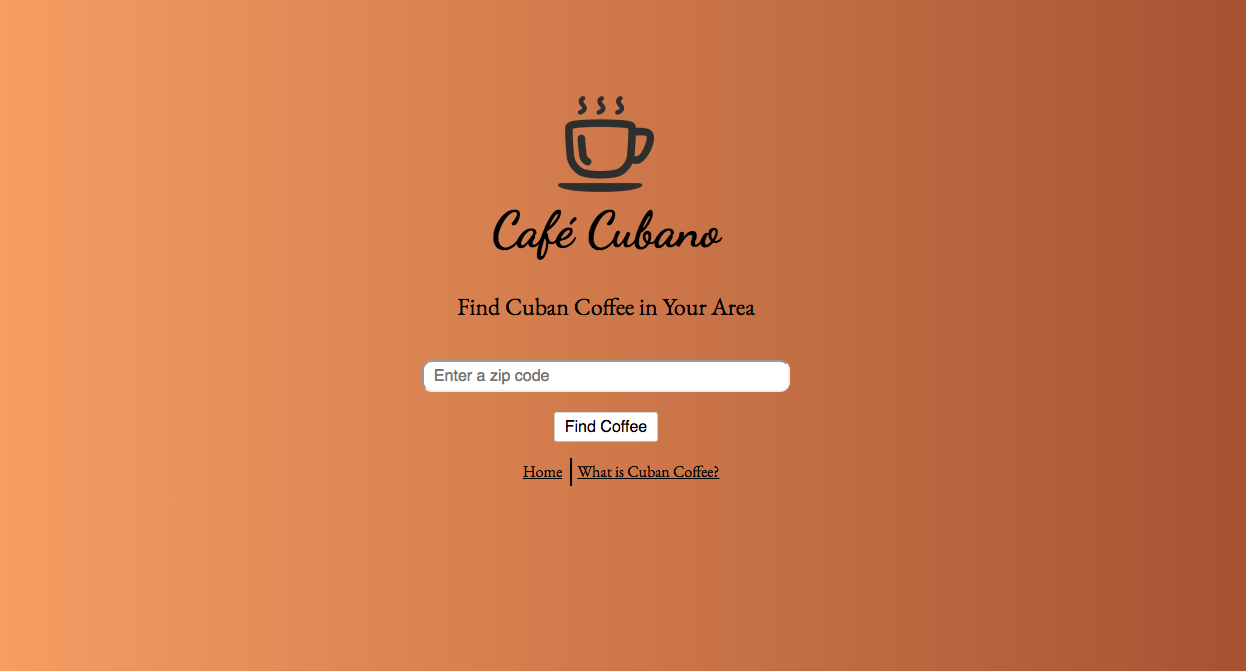 Café Cubano
Find Cuban Coffee in Your Area
Enter a zip code
Find Coffee
Home What is Cuban Coffee?